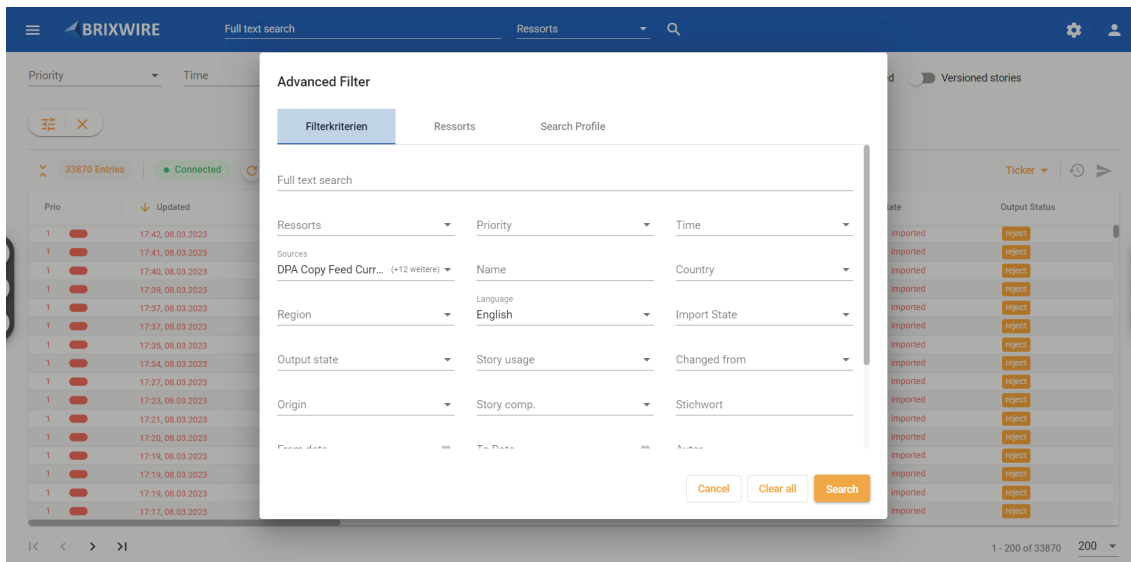 BRIXWIRE Full text search Ressorts
Priority Time d Versioned stories
Advanced Filter
Filterkriterien Ressorts Search Profile
33870 Entries Connected Ticker
Full text search
Prio Updated tate Output Status
Ressorts Priority Time
Sources
DPA Copy Feed Curr... (+12 weitere) Name Country
Language
Region English Import State
Output state Story usage Changed from
Origin Story comp. Stichwort
From date To Date Autor
1 17:42, 08.03.2023 imported reject
1 17:41, 08.03.2023 imported reject
1 17:40, 08.03.2023 imported reject
1 17:39, 08.03.2023 imported reject
1 17:37, 08.03.2023 imported reject
1 17:37, 08.03.2023 imported reject
1 17:35, 08.03.2023 imported reject
1 17:34, 08.03.2023 imported reject
1 17:27, 08.03.2023 imported reject
1 17:23, 08.03.2023 imported reject
1 17:21, 08.03.2023 imported reject
1 17:20, 08.03.2023 imported reject
1 17:19, 08.03.2023 imported reject
1 17:19, 08.03.2023 imported reject
1 17:19, 08.03.2023 imported reject
1 17:17, 08.03.2023 imported reject
Cancel Clear all Search
1 - 200 of 33870 200